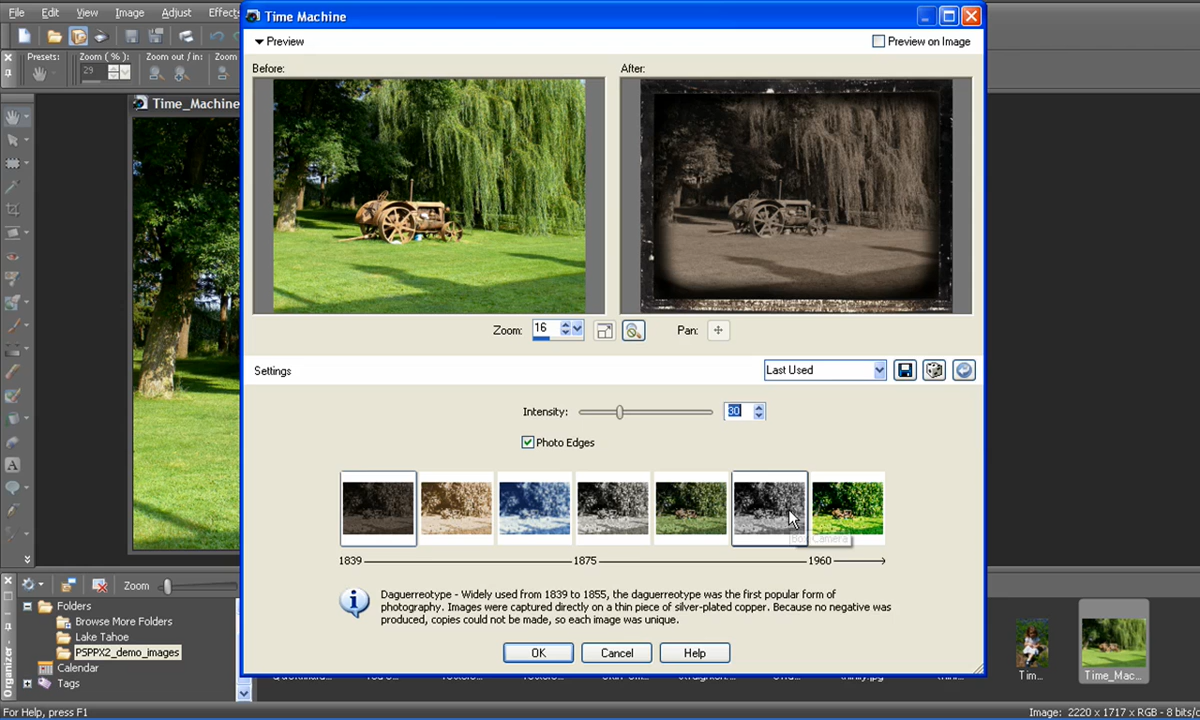 File Edit View Image Adjust Effect
Time Machine
Preview
Preview on Image
Presets: Zoom ( % ): Zoom out / in: Zoom
29
Before:
After:
Time_Machine
Zoom: 16
Pan:
Settings
Last Used
Intensity: 30
Photo Edges
Box Camera
1839 1875 1960
Daguerreotype - Widely used from 1839 to 1855, the daguerreotype was the first popular form of
photography. Images were captured directly on a thin piece of silver-plated copper. Because no negative was
produced, copies could not be made, so each image was unique.
OK Cancel Help
Zoom
Folders
Browse More Folders
Lake Tahoe
PSPPX2_demo_images
Calendar
Tags
Organizer -
Tim...
Time_Mac...
For Help, press F1
Image: 2220 x 1717 x RGB - 8 bits/c